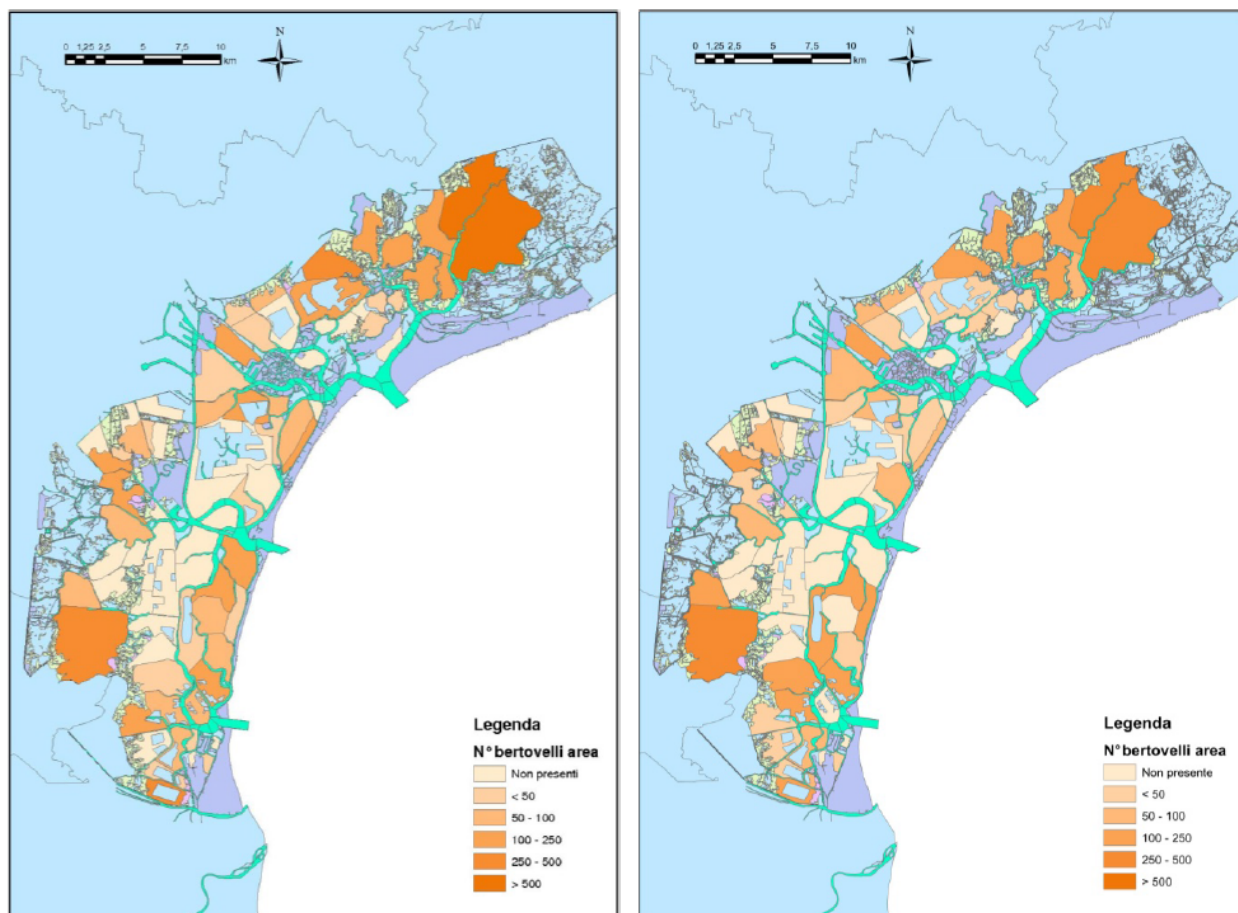 0 1,25 2,5 5 7,5 10
km
N
Legenda
N° bertovelli area
Non presenti
< 50
50 - 100
100 - 250
250 - 500
> 500
0 1,25 2,5 5 7,5 10
km
N
Legenda
N° bertovelli area
Non presente
< 50
50 - 100
100 - 250
250 - 500
> 500